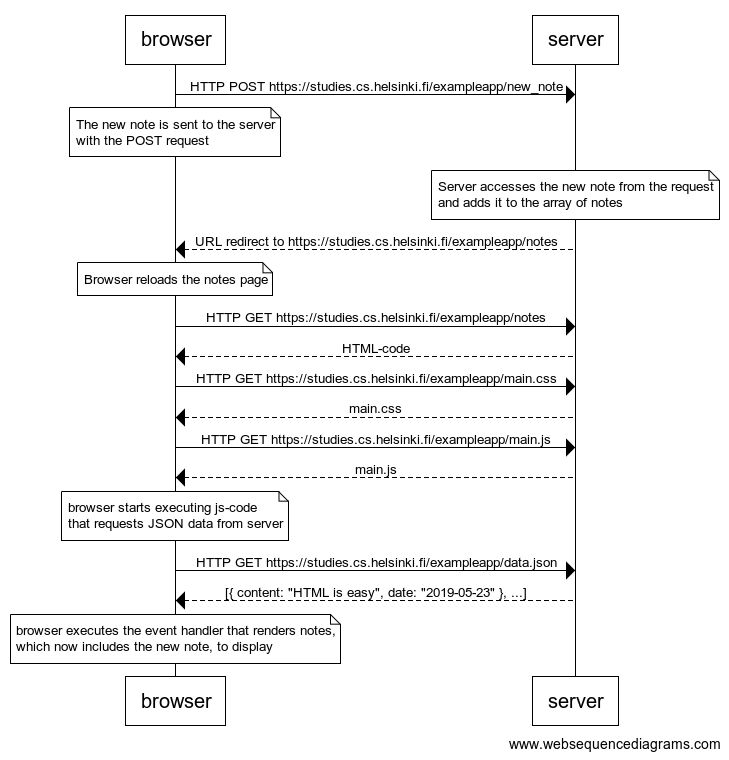 browser
server
HTTP POST https://studies.cs.helsinki.fi/exampleapp/new_note
The new note is sent to the server
with the POST request
Server accesses the new note from the request
and adds it to the array of notes
URL redirect to https://studies.cs.helsinki.fi/exampleapp/notes
Browser reloads the notes page
HTTP GET https://studies.cs.helsinki.fi/exampleapp/notes
HTML-code
HTTP GET https://studies.cs.helsinki.fi/exampleapp/main.css
main.css
HTTP GET https://studies.cs.helsinki.fi/exampleapp/main.js
main.js
browser starts executing js-code
that requests JSON data from server
HTTP GET https://studies.cs.helsinki.fi/exampleapp/data.json
[{ content: "HTML is easy", date: "2019-05-23" }, ...]
browser executes the event handler that renders notes,
which now includes the new note, to display
browser
server
www.websequencediagrams.com